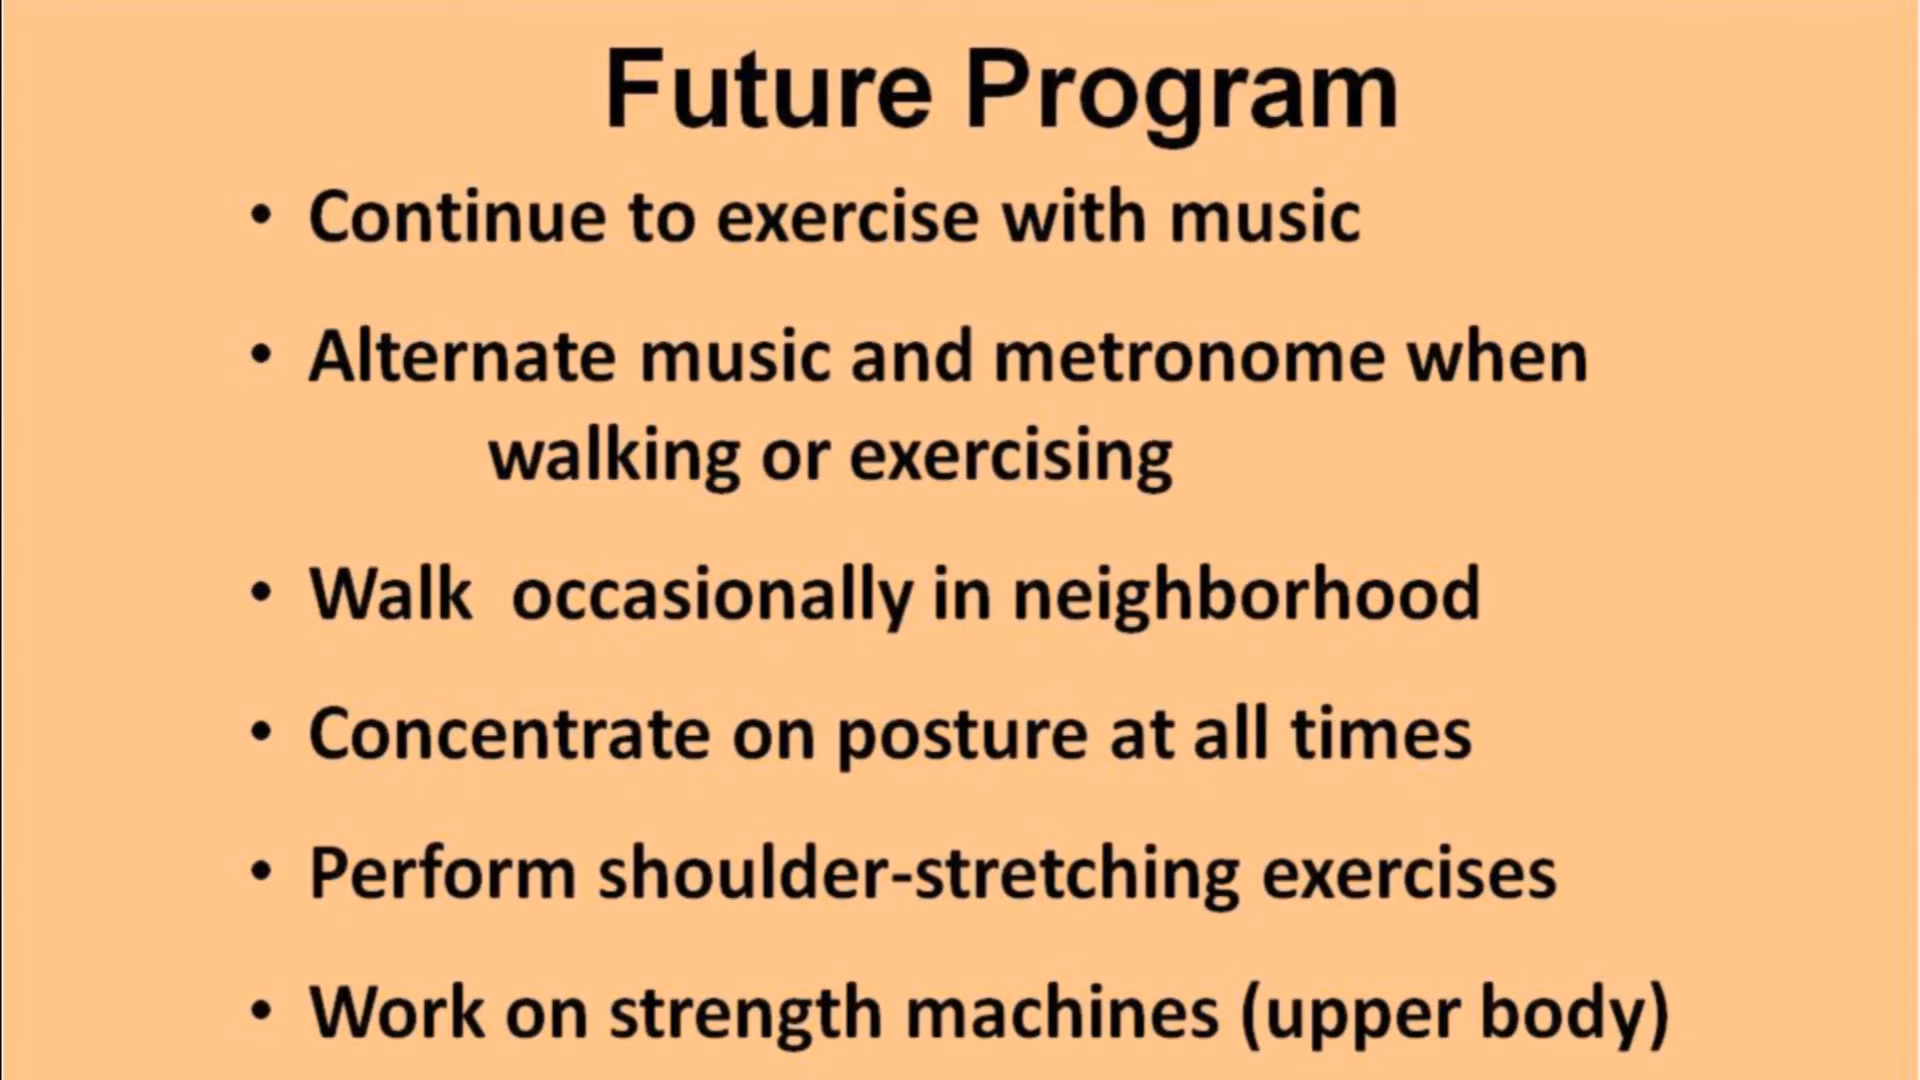 Future Program
• Continue to exercise with music
• Alternate music and metronome when
walking or exercising
• Walk  occasionally in neighborhood
• Concentrate on posture at all times
• Perform shoulder-stretching exercises
• Work on strength machines (upper body)